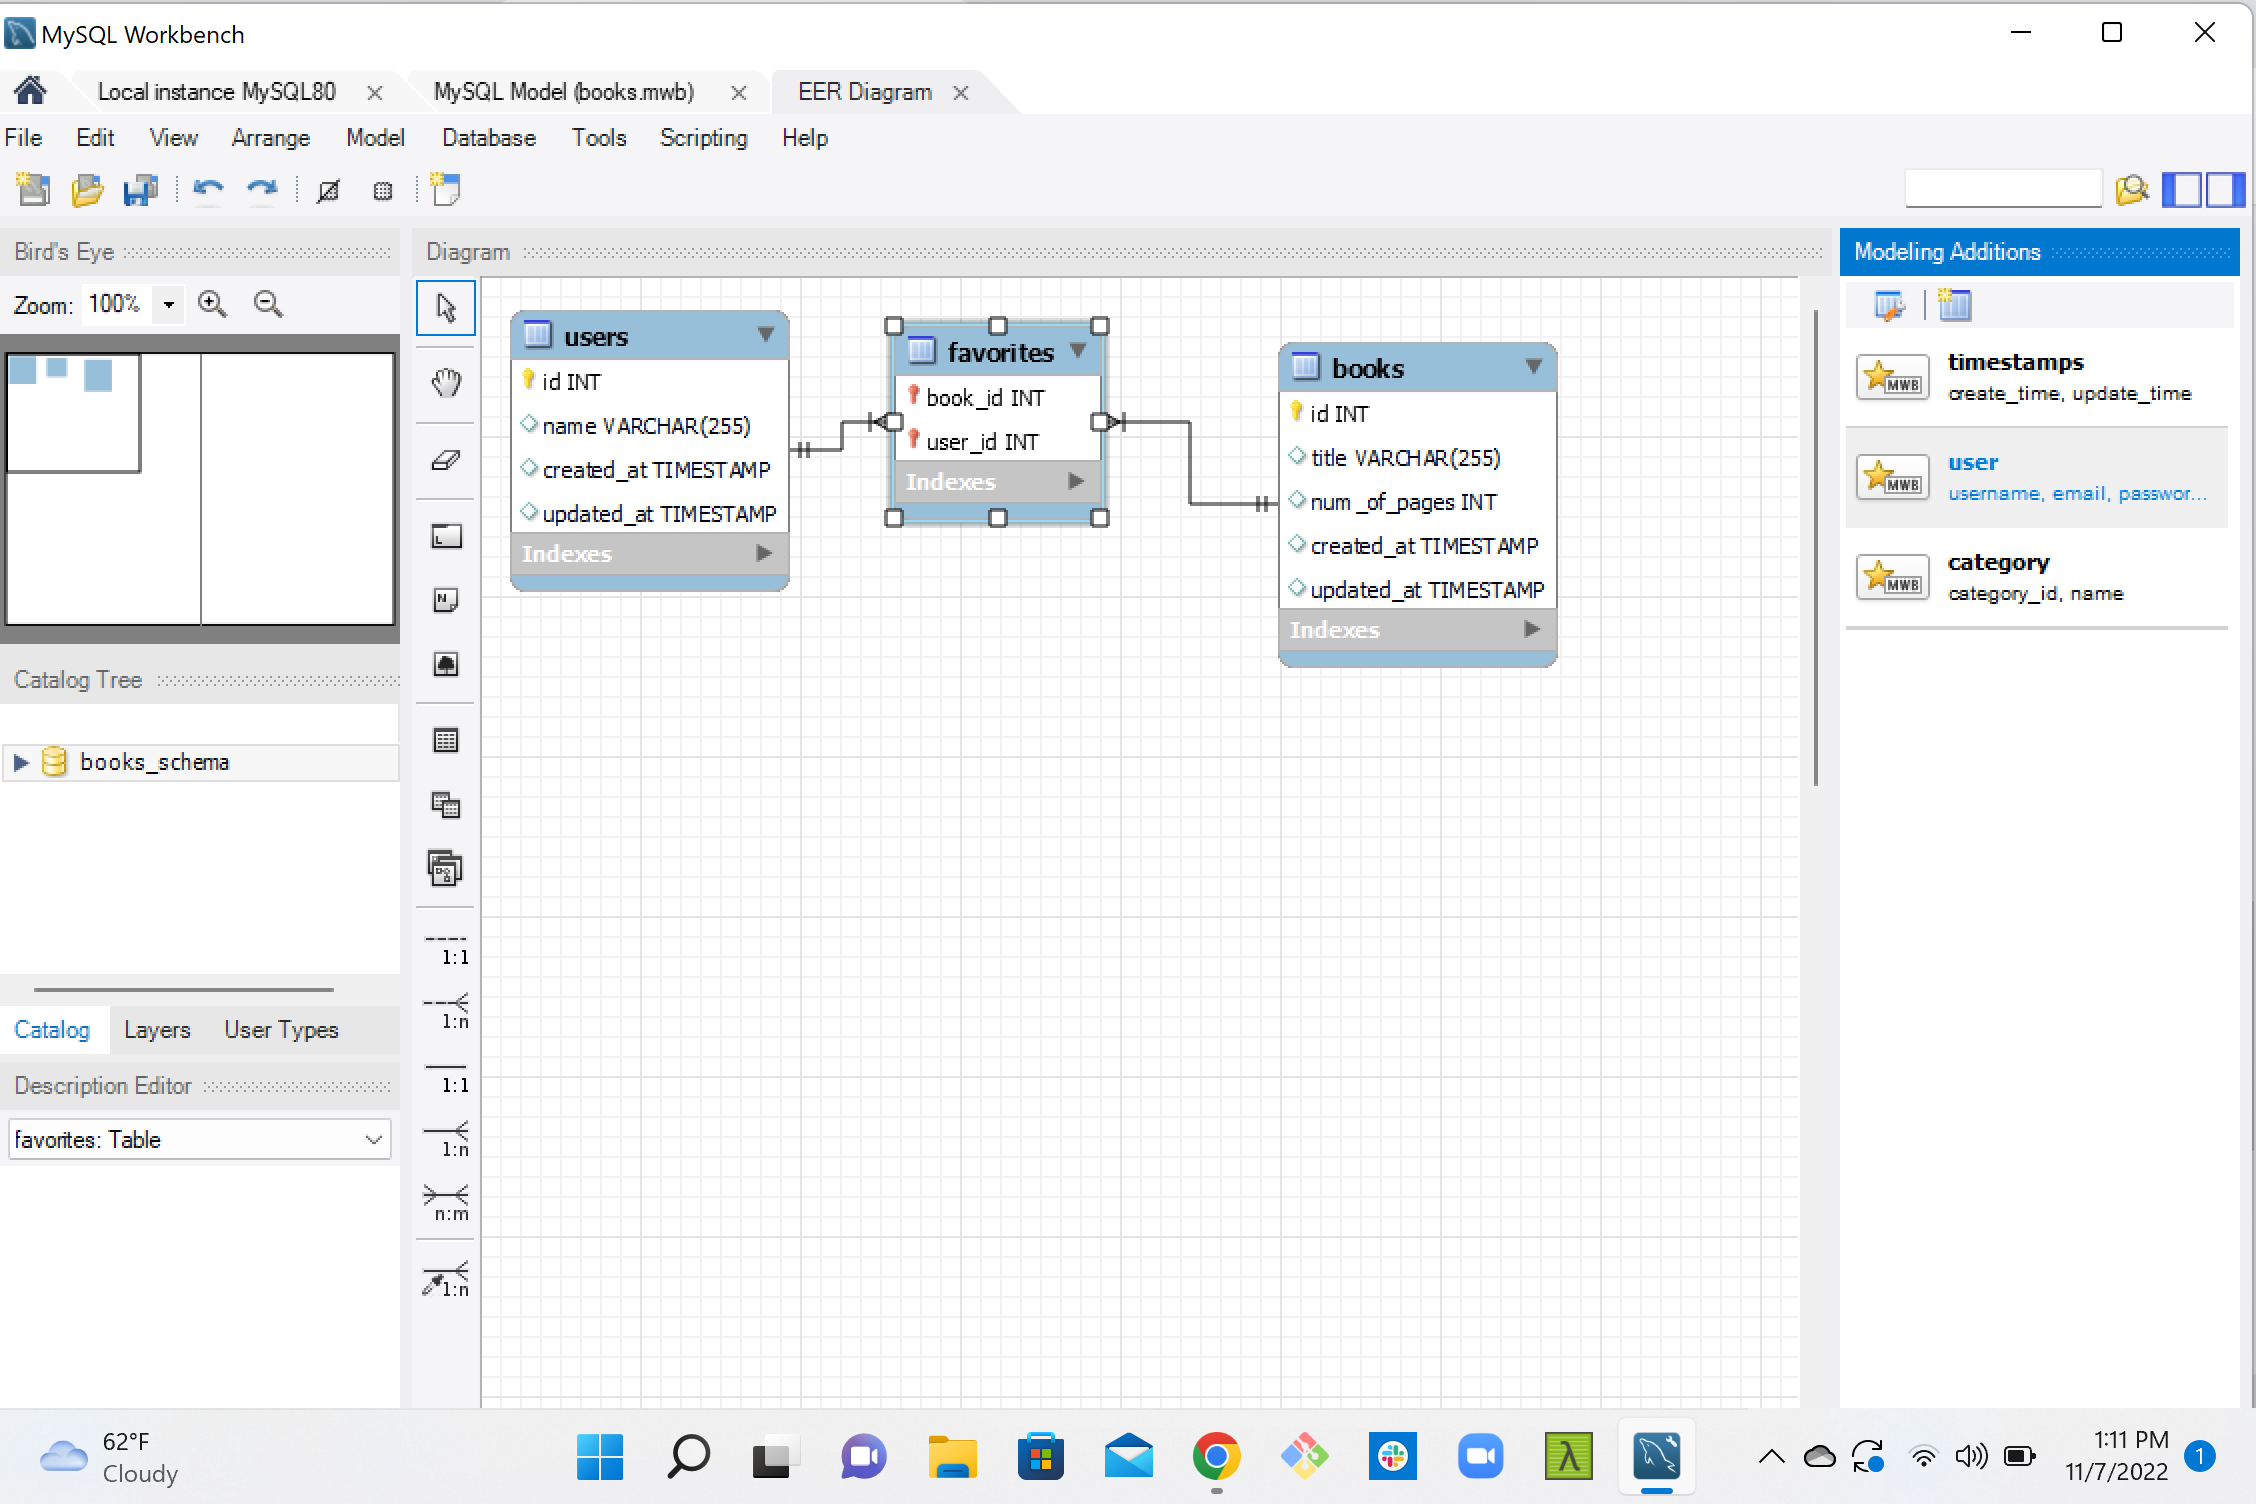 MySQL Workbench
Local instance MySQL80
MySQL Model (books.mwb)
EER Diagram
File Edit View Arrange Model Database Tools Scripting Help
Bird's Eye
Zoom: 100%
Catalog Tree
books_schema
Catalog Layers User Types
Description Editor
favorites: Table
Diagram
N
1:1
1:n
1:1
1:n
n:m
1:n
users
id INT
name VARCHAR(255)
created_at TIMESTAMP
updated_at TIMESTAMP
Indexes
favorites
book_id INT
user_id INT
Indexes
books
id INT
title VARCHAR(255)
num_of_pages INT
created_at TIMESTAMP
updated_at TIMESTAMP
Indexes
Modeling Additions
MWB
timestamps
create_time, update_time
MWB
user
username, email, passwor...
MWB
category
category_id, name
62°F
Cloudy
λ
1:11 PM
11/7/2022
1